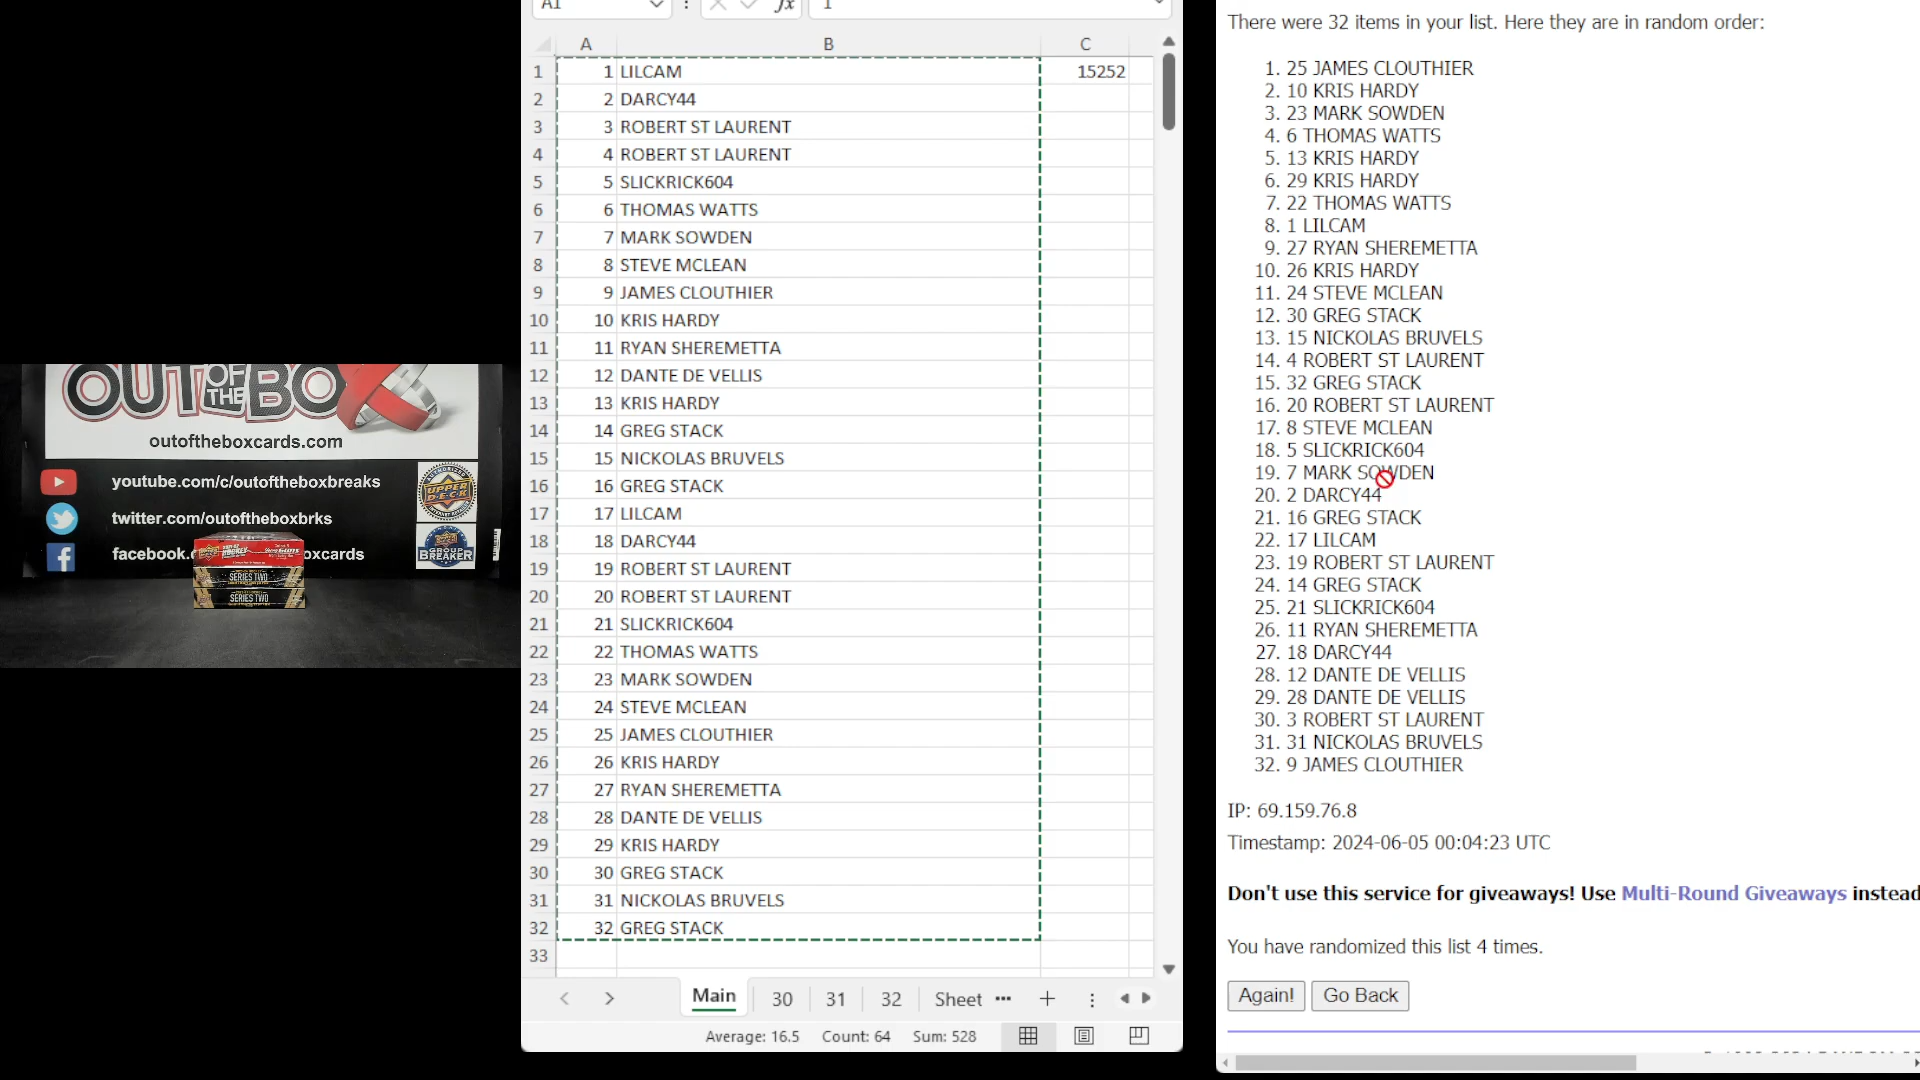 OUT OF THE BO
outoftheboxcards.com
youtube.com/c/outoftheboxbreaks
twitter.com/outoftheboxbrks
facebook.c oxcards
UPPER DECK
GROUP BREAKER
HOCKEY
SERIES TWO
SERIES TWO
A1
fx 1
A B C
1 1 LILCAM 15252
2 2 DARCY44
3 3 ROBERT ST LAURENT
4 4 ROBERT ST LAURENT
5 5 SLICKRICK604
6 6 THOMAS WATTS
7 7 MARK SOWDEN
8 8 STEVE MCLEAN
9 9 JAMES CLOUTHIER
10 10 KRIS HARDY
11 11 RYAN SHEREMETTA
12 12 DANTE DE VELLIS
13 13 KRIS HARDY
14 14 GREG STACK
15 15 NICKOLAS BRUVELS
16 16 GREG STACK
17 17 LILCAM
18 18 DARCY44
19 19 ROBERT ST LAURENT
20 20 ROBERT ST LAURENT
21 21 SLICKRICK604
22 22 THOMAS WATTS
23 23 MARK SOWDEN
24 24 STEVE MCLEAN
25 25 JAMES CLOUTHIER
26 26 KRIS HARDY
27 27 RYAN SHEREMETTA
28 28 DANTE DE VELLIS
29 29 KRIS HARDY
30 30 GREG STACK
31 31 NICKOLAS BRUVELS
32 32 GREG STACK
33
Main 30 31 32 Sheet ••• +
Average: 16.5 Count: 64 Sum: 528
There were 32 items in your list. Here they are in random order:
1. 25 JAMES CLOUTHIER
2. 10 KRIS HARDY
3. 23 MARK SOWDEN
4. 6 THOMAS WATTS
5. 13 KRIS HARDY
6. 29 KRIS HARDY
7. 22 THOMAS WATTS
8. 1 LILCAM
9. 27 RYAN SHEREMETTA
10. 26 KRIS HARDY
11. 24 STEVE MCLEAN
12. 30 GREG STACK
13. 15 NICKOLAS BRUVELS
14. 4 ROBERT ST LAURENT
15. 32 GREG STACK
16. 20 ROBERT ST LAURENT
17. 8 STEVE MCLEAN
18. 5 SLICKRICK604
19. 7 MARK SOWDEN
20. 2 DARCY44
21. 16 GREG STACK
22. 17 LILCAM
23. 19 ROBERT ST LAURENT
24. 14 GREG STACK
25. 21 SLICKRICK604
26. 11 RYAN SHEREMETTA
27. 18 DARCY44
28. 12 DANTE DE VELLIS
29. 28 DANTE DE VELLIS
30. 3 ROBERT ST LAURENT
31. 31 NICKOLAS BRUVELS
32. 9 JAMES CLOUTHIER
IP: 69.159.76.8
Timestamp: 2024-06-05 00:04:23 UTC
Don't use this service for giveaways! Use Multi-Round Giveaways instead
You have randomized this list 4 times.
Again! Go Back